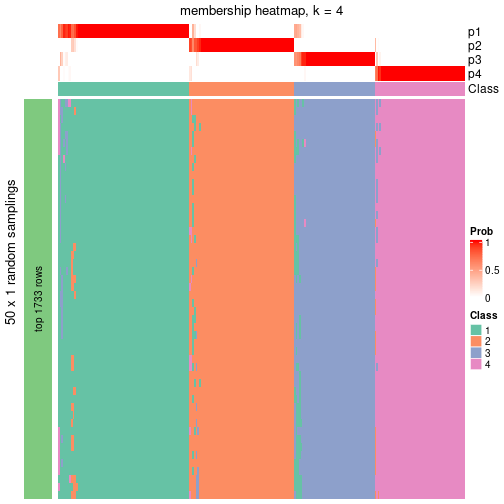 membership heatmap, k = 4
p1
p2
p3
p4
Class
50 x 1 random samplings
top 1733 rows
Prob
1
0.5
0
Class
1
2
3
4